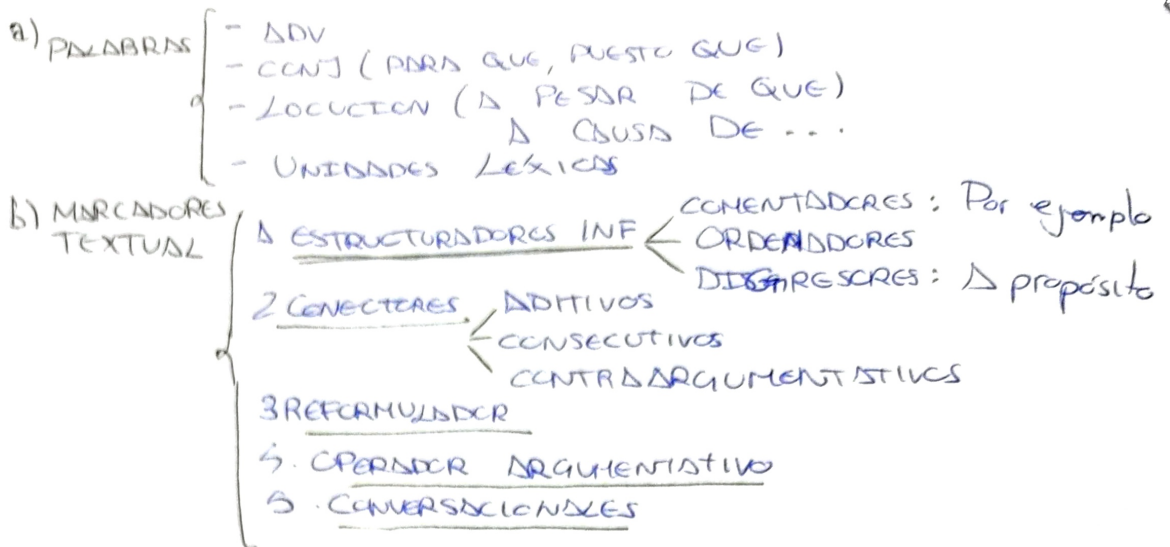 a) PALABRAS
- ADV
- CONJ (PARA QUE, PUESTO QUE)
- LOCUCION (A PESAR DE QUE)
A CAUSA DE ...
- UNIDADES LÉXICAS
b) MARCADORES
TEXTUAL
1 ESTRUCTURADORES INF
COMENTADORES : Por ejemplo
ORDENADORES
DIGRESORES : A propósito
2 CONECTORES.
ADITIVOS
CONSECUTIVOS
CONTRAARGUMENTATIVOS
3 REFORMULADOR
4. OPERADOR ARGUMENTATIVO
5. CONVERSACIONALES